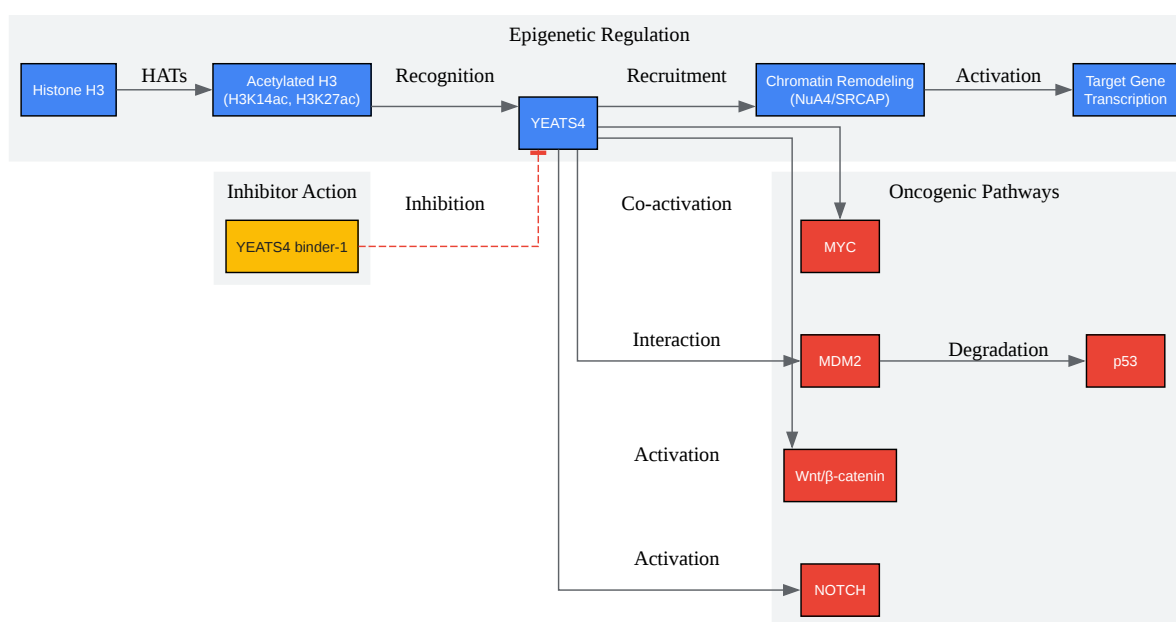 Epigenetic Regulation
Histone H3
HATs
Acetylated H3
(H3K14ac, H3K27ac)
Recognition
YEATS4
Recruitment
Chromatin Remodeling
(NuA4/SRCAP)
Activation
Target Gene
Transcription
Inhibitor Action
YEATS4 binder-1
Inhibition
Co-activation
Oncogenic Pathways
MYC
Interaction
MDM2
Degradation
p53
Activation
Wnt/β-catenin
Activation
NOTCH